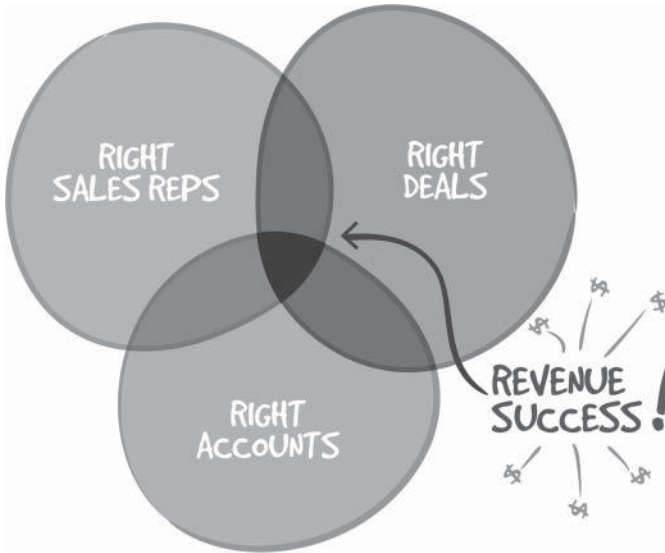 RIGHT
SALES REPS
RIGHT
DEALS
RIGHT
ACCOUNTS
$
$
$
REVENUE
SUCCESS!
$
$
$